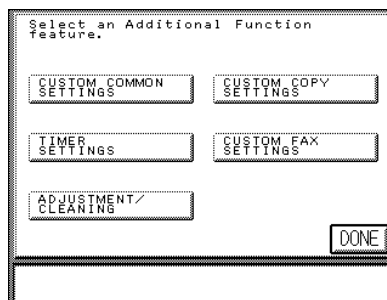 Select an Additional Function
feature.
CUSTOM COMMON
SETTINGS
CUSTOM COPY
SETTINGS
TIMER
SETTINGS
CUSTOM FAX
SETTINGS
ADJUSTMENT/
CLEANING
DONE